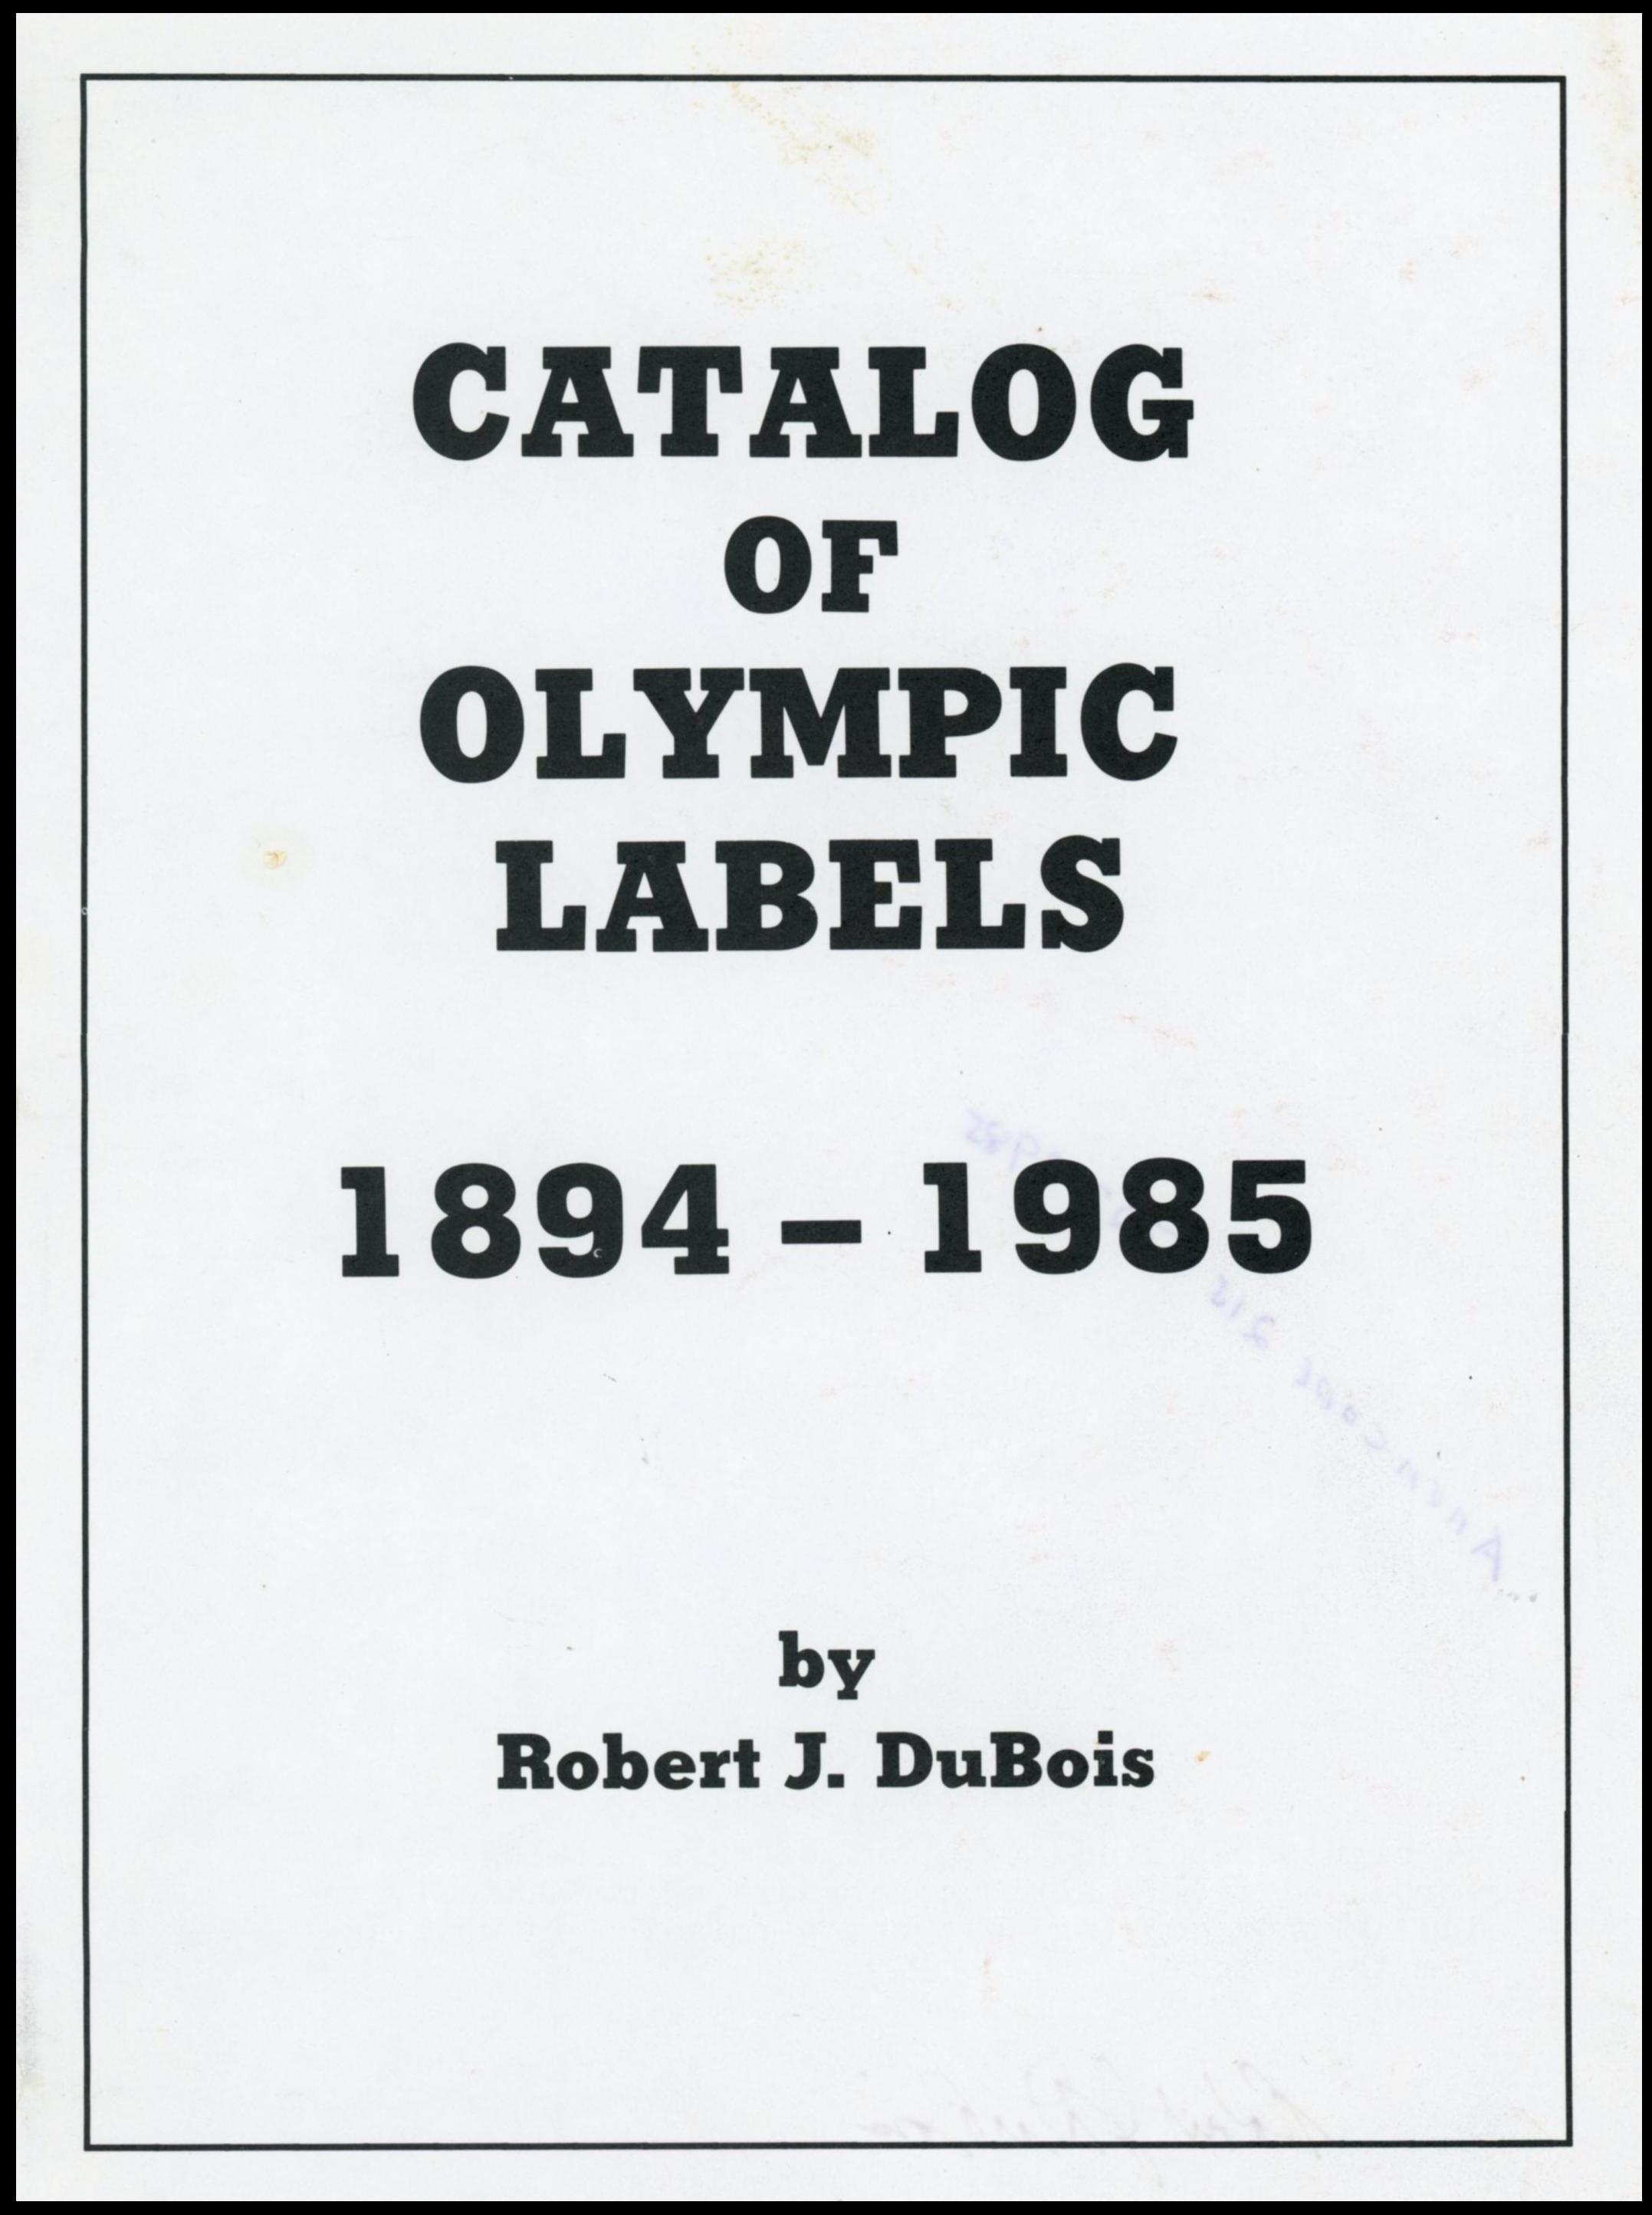 CATALOG
OF
OLYMPIC
LABELS
1894 – 1985
by
Robert J. DuBois